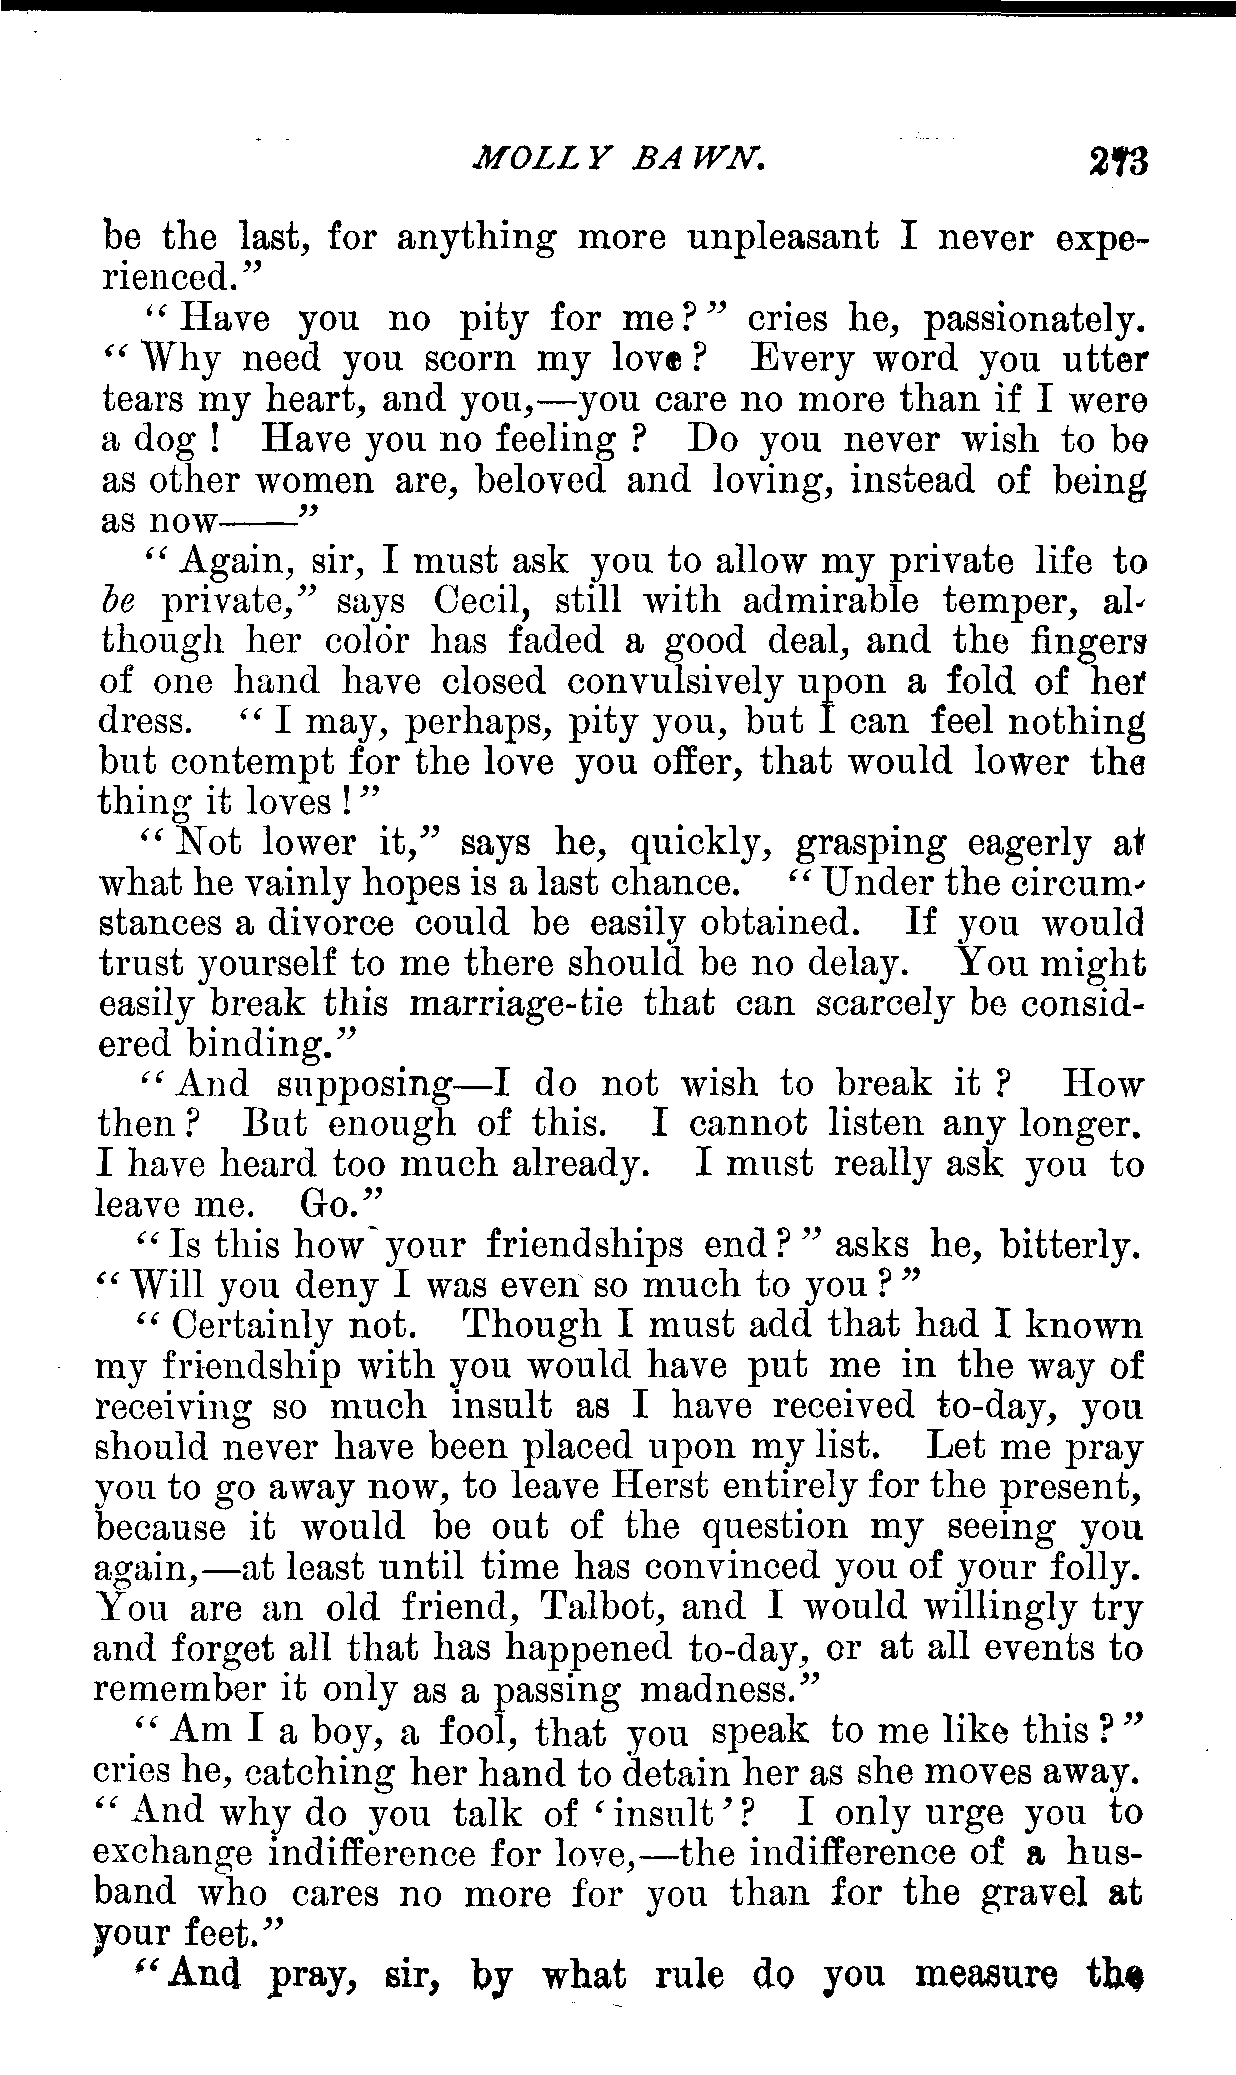 MOLLY BAWN. 273
be the last, for anything more unpleasant I never expe-
rienced."
"Have you no pity for me?" cries he, passionately.
"Why need you scorn my love? Every word you utter
tears my heart, and you,—you care no more than if I were
a dog! Have you no feeling? Do you never wish to be
as other women are, beloved and loving, instead of being
as now——"
"Again, sir, I must ask you to allow my private life to
be private," says Cecil, still with admirable temper, al-
though her color has faded a good deal, and the fingers
of one hand have closed convulsively upon a fold of her
dress. "I may, perhaps, pity you, but I can feel nothing
but contempt for the love you offer, that would lower the
thing it loves!"
"Not lower it," says he, quickly, grasping eagerly at
what he vainly hopes is a last chance. "Under the circum-
stances a divorce could be easily obtained. If you would
trust yourself to me there should be no delay. You might
easily break this marriage-tie that can scarcely be consid-
ered binding."
"And supposing—I do not wish to break it? How
then? But enough of this. I cannot listen any longer.
I have heard too much already. I must really ask you to
leave me. Go."
"Is this how your friendships end?" asks he, bitterly.
"Will you deny I was even so much to you?"
"Certainly not. Though I must add that had I known
my friendship with you would have put me in the way of
receiving so much insult as I have received to-day, you
should never have been placed upon my list. Let me pray
you to go away now, to leave Herst entirely for the present,
because it would be out of the question my seeing you
again,—at least until time has convinced you of your folly.
You are an old friend, Talbot, and I would willingly try
and forget all that has happened to-day, or at all events to
remember it only as a passing madness."
"Am I a boy, a fool, that you speak to me like this?"
cries he, catching her hand to detain her as she moves away.
"And why do you talk of 'insult'? I only urge you to
exchange indifference for love,—the indifference of a hus-
band who cares no more for you than for the gravel at
your feet."
"And pray, sir, by what rule do you measure the